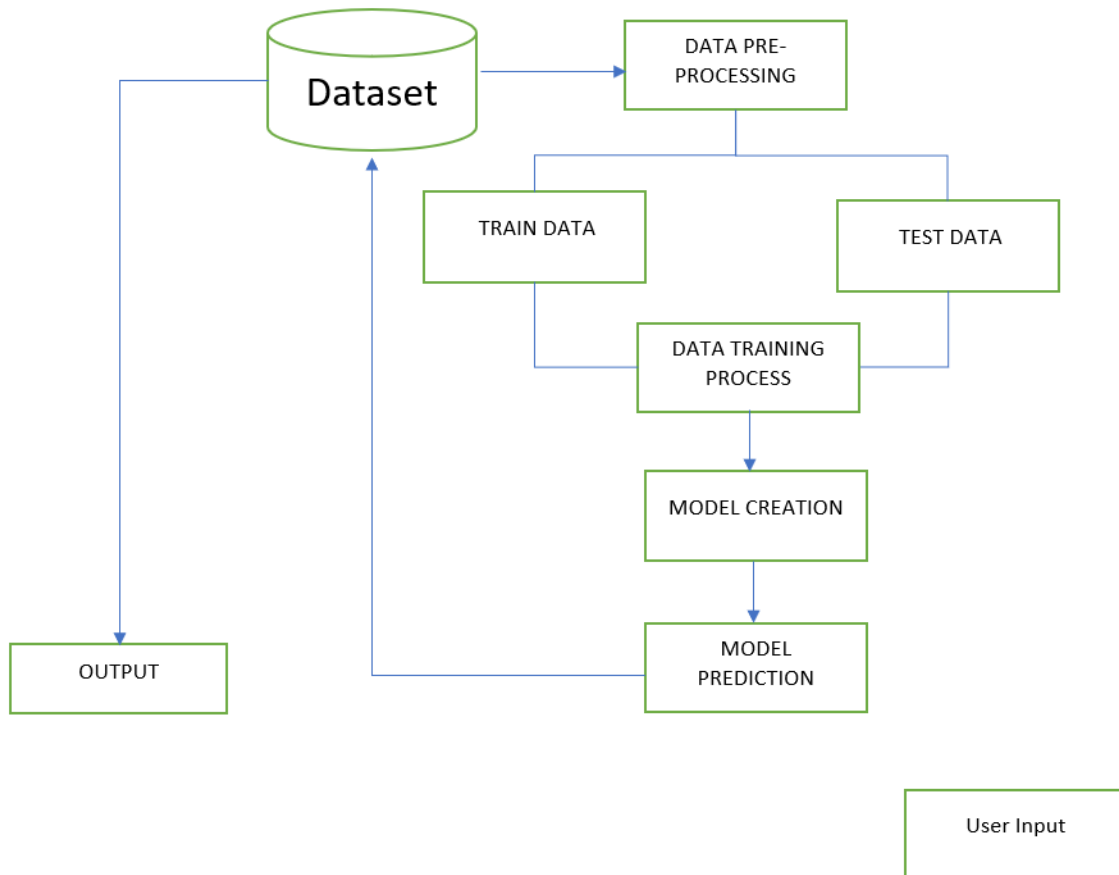 Dataset
DATA PRE-
PROCESSING
TRAIN DATA
TEST DATA
DATA TRAINING
PROCESS
MODEL CREATION
MODEL
PREDICTION
OUTPUT
User Input